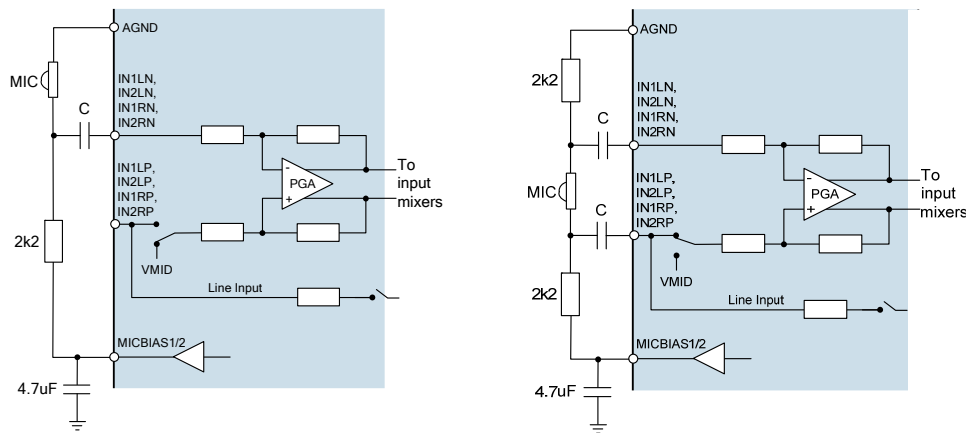 AGND
MIC
IN1LN,
IN2LN,
IN1RN,
IN2RN
C
IN1LP,
IN2LP,
IN1RP,
IN2RP
-
+
PGA
To
input
mixers
2k2
VMID
Line Input
MICBIAS1/2
4.7uF
AGND
2k2
IN1LN,
IN2LN,
IN1RN,
IN2RN
C
MIC
IN1LP,
IN2LP,
IN1RP,
IN2RP
C
-
+
PGA
To
input
mixers
VMID
2k2
Line Input
MICBIAS1/2
4.7uF